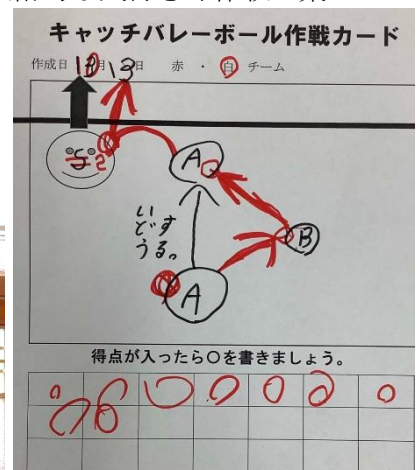 キャッチバレーボール作戦カード
作成日 月13日 赤 ・ 白 チーム
A
いどう
する。
B
A
得点が入ったら○を書きましょう。